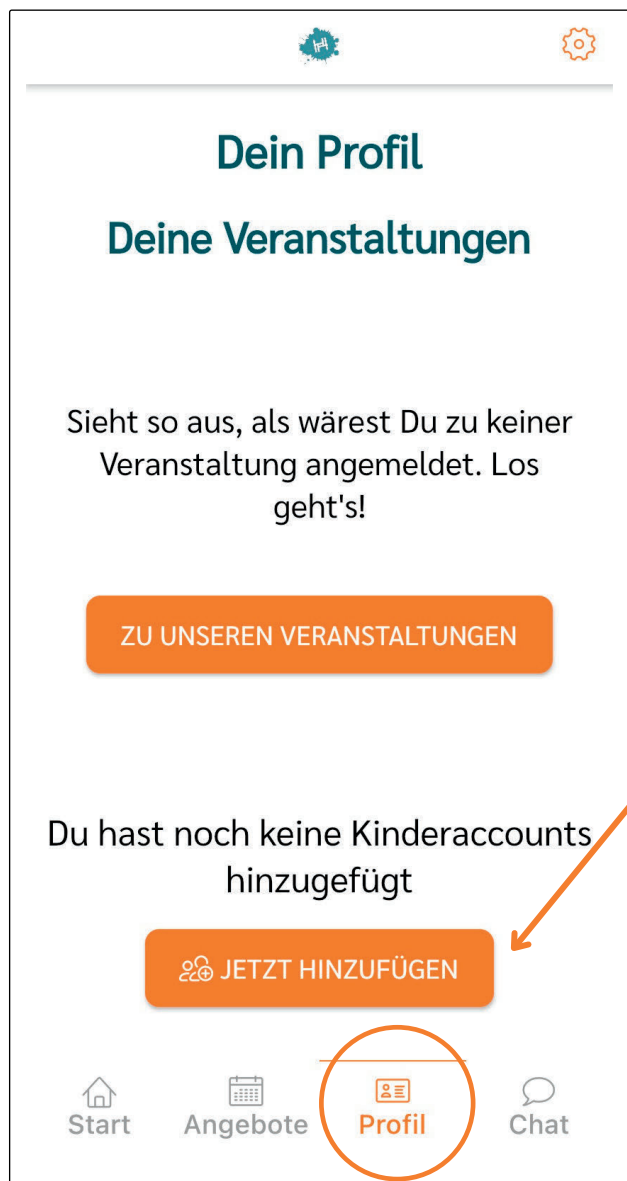 Dein Profil
Deine Veranstaltungen
Sieht so aus, als wärest Du zu keiner
Veranstaltung angemeldet. Los
geht's!
ZU UNSEREN VERANSTALTUNGEN
Du hast noch keine Kinderaccounts
hinzugefügt
JETZT HINZUFÜGEN
Start Angebote Profil Chat